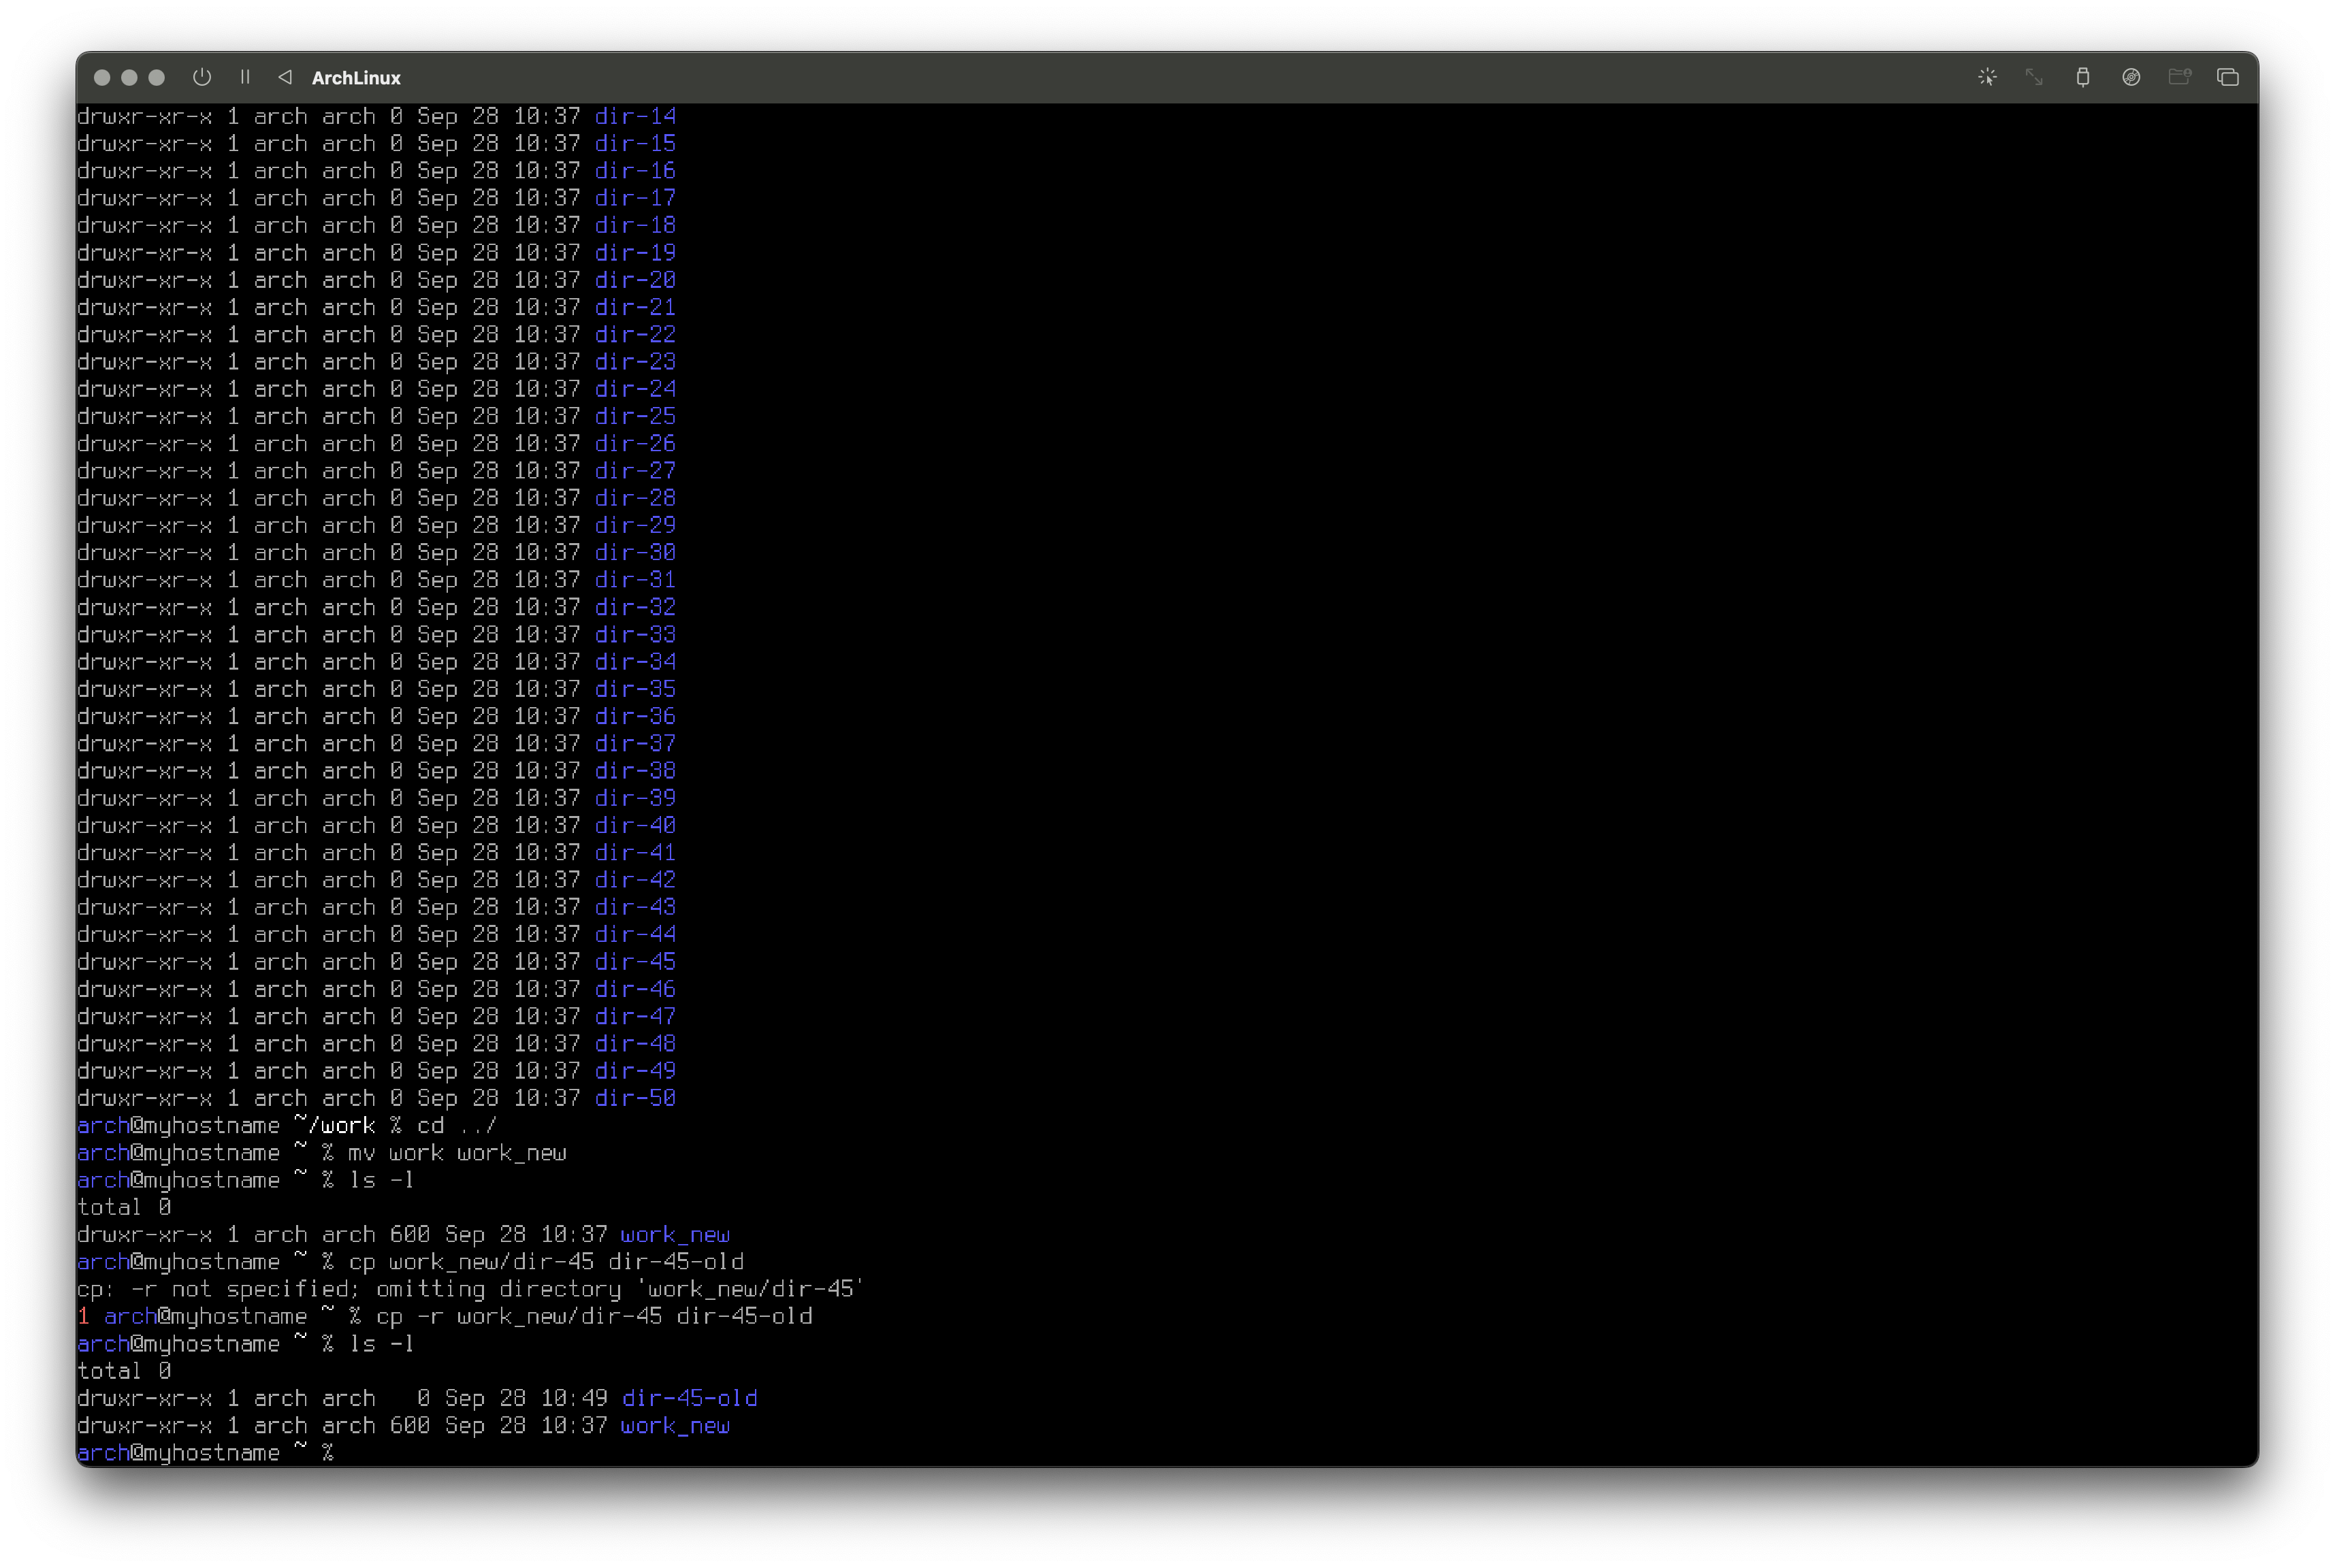 ArchLinux
drwxr-xr-x 1 arch arch 0 Sep 28 10:37 dir-14
drwxr-xr-x 1 arch arch 0 Sep 28 10:37 dir-15
drwxr-xr-x 1 arch arch 0 Sep 28 10:37 dir-16
drwxr-xr-x 1 arch arch 0 Sep 28 10:37 dir-17
drwxr-xr-x 1 arch arch 0 Sep 28 10:37 dir-18
drwxr-xr-x 1 arch arch 0 Sep 28 10:37 dir-19
drwxr-xr-x 1 arch arch 0 Sep 28 10:37 dir-20
drwxr-xr-x 1 arch arch 0 Sep 28 10:37 dir-21
drwxr-xr-x 1 arch arch 0 Sep 28 10:37 dir-22
drwxr-xr-x 1 arch arch 0 Sep 28 10:37 dir-23
drwxr-xr-x 1 arch arch 0 Sep 28 10:37 dir-24
drwxr-xr-x 1 arch arch 0 Sep 28 10:37 dir-25
drwxr-xr-x 1 arch arch 0 Sep 28 10:37 dir-26
drwxr-xr-x 1 arch arch 0 Sep 28 10:37 dir-27
drwxr-xr-x 1 arch arch 0 Sep 28 10:37 dir-28
drwxr-xr-x 1 arch arch 0 Sep 28 10:37 dir-29
drwxr-xr-x 1 arch arch 0 Sep 28 10:37 dir-30
drwxr-xr-x 1 arch arch 0 Sep 28 10:37 dir-31
drwxr-xr-x 1 arch arch 0 Sep 28 10:37 dir-32
drwxr-xr-x 1 arch arch 0 Sep 28 10:37 dir-33
drwxr-xr-x 1 arch arch 0 Sep 28 10:37 dir-34
drwxr-xr-x 1 arch arch 0 Sep 28 10:37 dir-35
drwxr-xr-x 1 arch arch 0 Sep 28 10:37 dir-36
drwxr-xr-x 1 arch arch 0 Sep 28 10:37 dir-37
drwxr-xr-x 1 arch arch 0 Sep 28 10:37 dir-38
drwxr-xr-x 1 arch arch 0 Sep 28 10:37 dir-39
drwxr-xr-x 1 arch arch 0 Sep 28 10:37 dir-40
drwxr-xr-x 1 arch arch 0 Sep 28 10:37 dir-41
drwxr-xr-x 1 arch arch 0 Sep 28 10:37 dir-42
drwxr-xr-x 1 arch arch 0 Sep 28 10:37 dir-43
drwxr-xr-x 1 arch arch 0 Sep 28 10:37 dir-44
drwxr-xr-x 1 arch arch 0 Sep 28 10:37 dir-45
drwxr-xr-x 1 arch arch 0 Sep 28 10:37 dir-46
drwxr-xr-x 1 arch arch 0 Sep 28 10:37 dir-47
drwxr-xr-x 1 arch arch 0 Sep 28 10:37 dir-48
drwxr-xr-x 1 arch arch 0 Sep 28 10:37 dir-49
drwxr-xr-x 1 arch arch 0 Sep 28 10:37 dir-50
arch@myhostname ~/work % cd ../
arch@myhostname ~ % mv work work_new
arch@myhostname ~ % ls -l
total 0
drwxr-xr-x 1 arch arch 600 Sep 28 10:37 work_new
arch@myhostname ~ % cp work_new/dir-45 dir-45-old
cp: -r not specified; omitting directory 'work_new/dir-45'
1 arch@myhostname ~ % cp -r work_new/dir-45 dir-45-old
arch@myhostname ~ % ls -l
total 0
drwxr-xr-x 1 arch arch   0 Sep 28 10:49 dir-45-old
drwxr-xr-x 1 arch arch 600 Sep 28 10:37 work_new
arch@myhostname ~ %